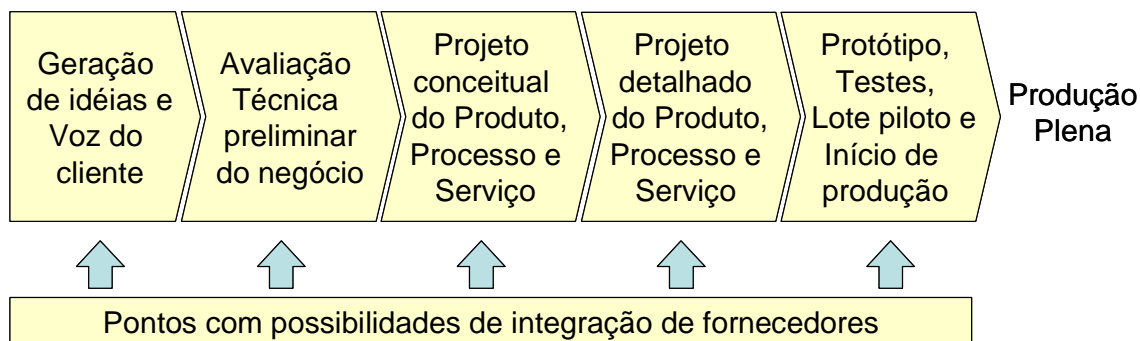 Geração
de idéias e
Voz do
cliente
Avaliação
Técnica
preliminar
do negócio
Projeto
conceitual
do Produto,
Processo e
Serviço
Projeto
detalhado
do Produto,
Processo e
Serviço
Protótipo,
Testes,
Lote piloto e
Início de
produção
Produção
Plena
Pontos com possibilidades de integração de fornecedores